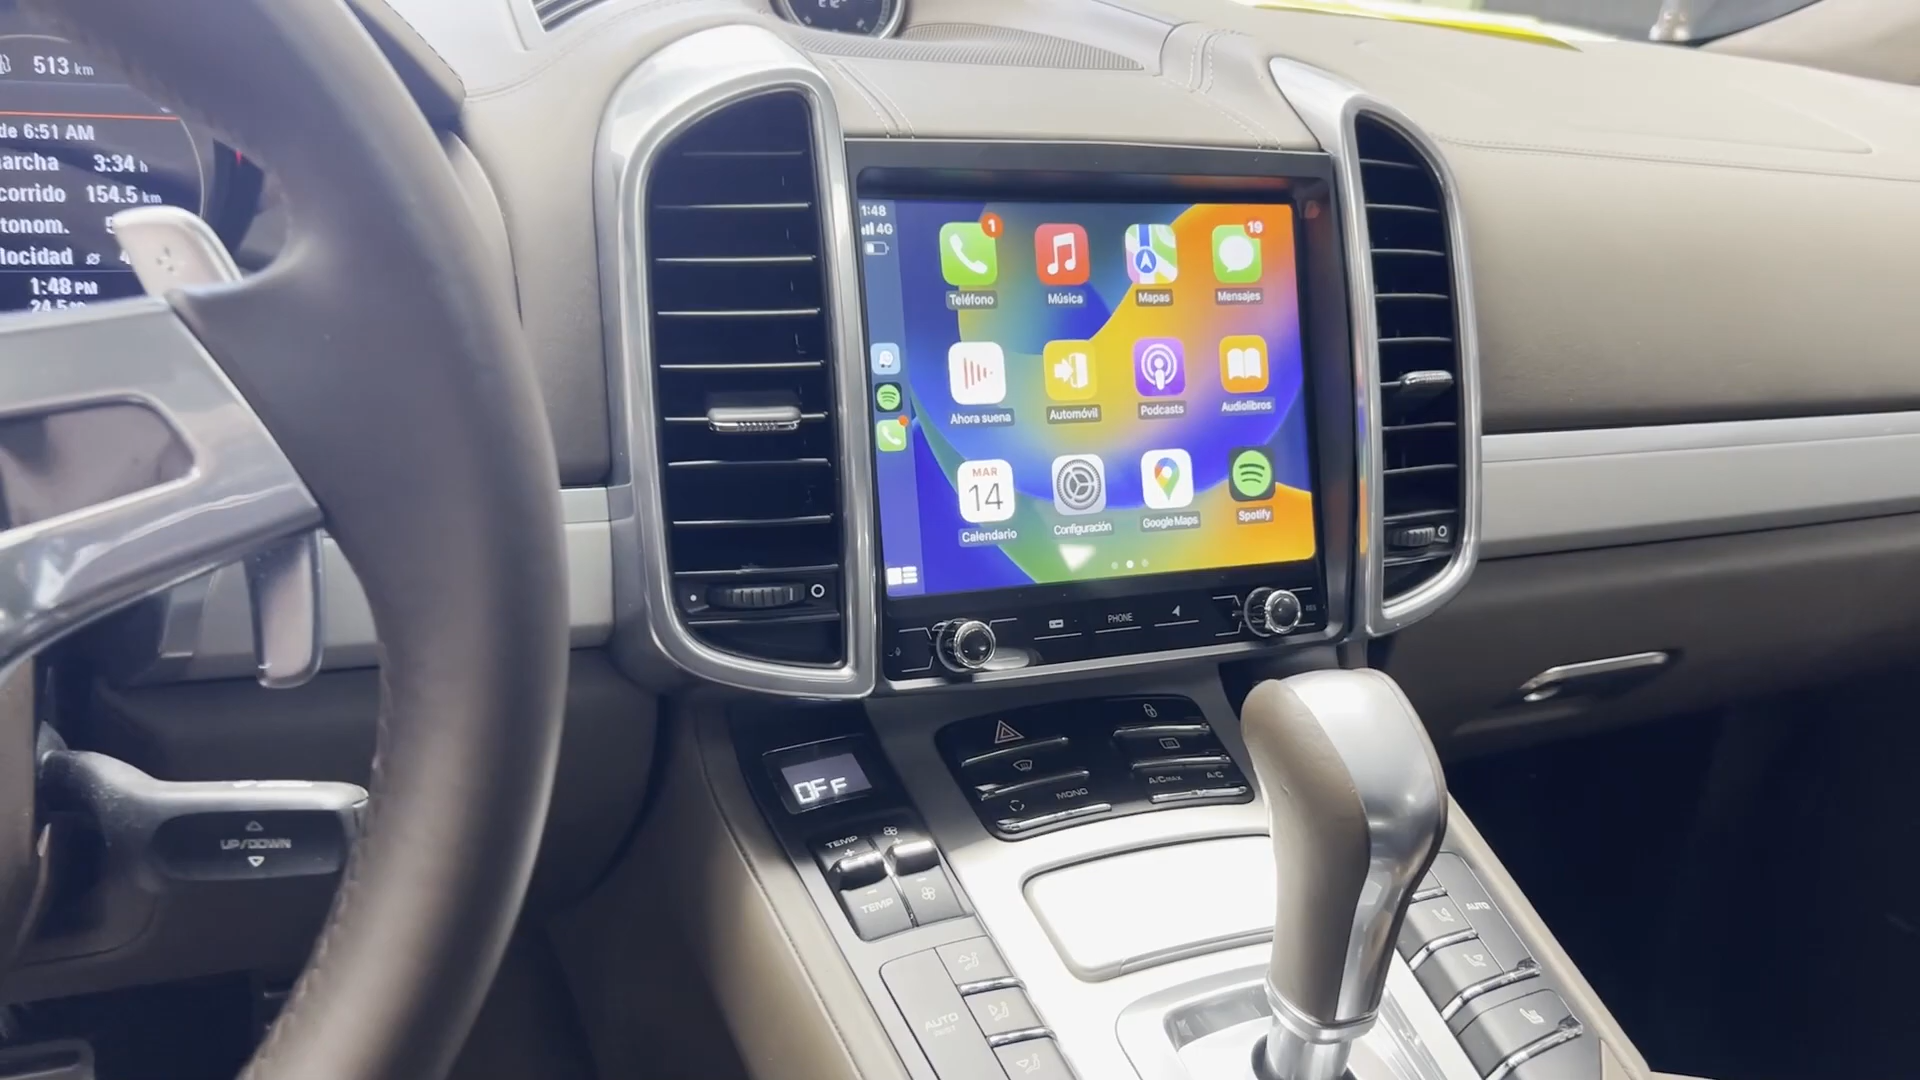 513 km
de 6:51 AM
archa 3:34 h
corrido 154.5 km
tonom.
locidad ⌀
1:48 PM
24.5
1:48
4G
1
19
Teléfono
Música
Mapas
Mensajes
Ahora suena
Automóvil
Podcasts
Audiolibros
MAR
14
Calendario
Configuración
Google Maps
Spotify
PHONE
OFF
MONO
A/C MAX
A/C
TEMP
TEMP
UP/DOWN
AUTO
AUTO